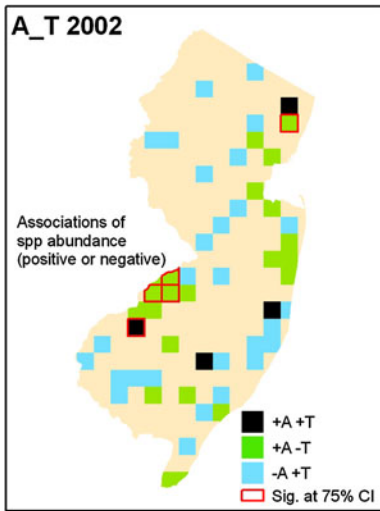 A_T 2002
Associations of
spp abundance
(positive or negative)
+A +T
+A -T
-A +T
Sig. at 75% CI